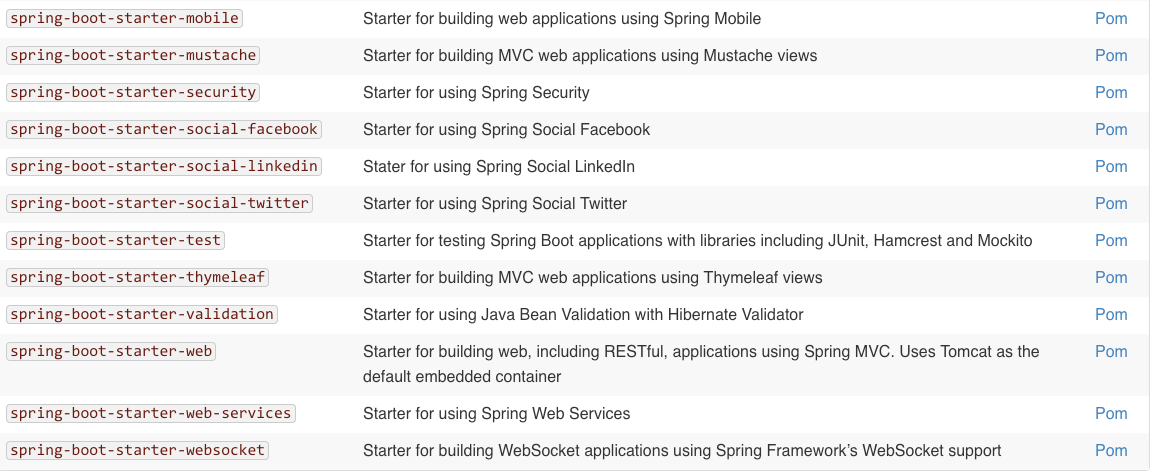 spring-boot-starter-mobile Starter for building web applications using Spring Mobile Pom
spring-boot-starter-mustache Starter for building MVC web applications using Mustache views Pom
spring-boot-starter-security Starter for using Spring Security Pom
spring-boot-starter-social-facebook Starter for using Spring Social Facebook Pom
spring-boot-starter-social-linkedin Stater for using Spring Social LinkedIn Pom
spring-boot-starter-social-twitter Starter for using Spring Social Twitter Pom
spring-boot-starter-test Starter for testing Spring Boot applications with libraries including JUnit, Hamcrest and Mockito Pom
spring-boot-starter-thymeleaf Starter for building MVC web applications using Thymeleaf views Pom
spring-boot-starter-validation Starter for using Java Bean Validation with Hibernate Validator Pom
spring-boot-starter-web Starter for building web, including RESTful, applications using Spring MVC. Uses Tomcat as the Pom
default embedded container
spring-boot-starter-web-services Starter for using Spring Web Services Pom
spring-boot-starter-websocket Starter for building WebSocket applications using Spring Framework’s WebSocket support Pom